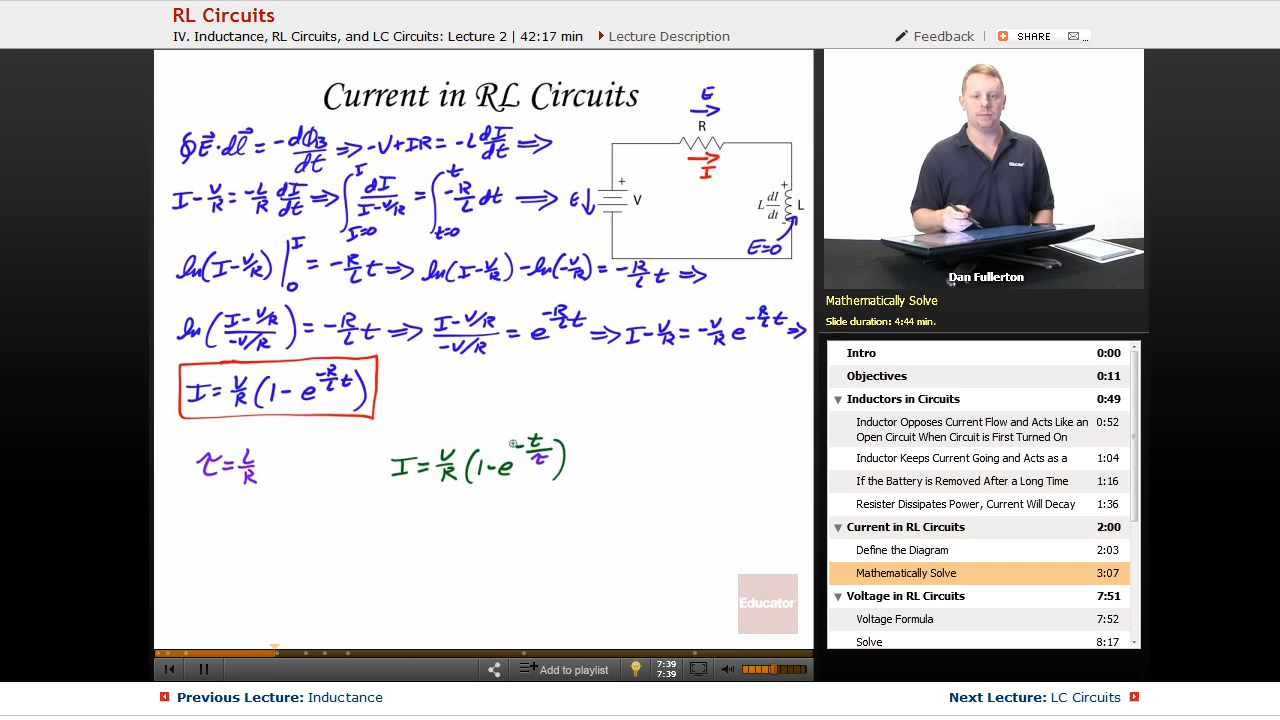 RL Circuits
IV. Inductance, RL Circuits, and LC Circuits: Lecture 2 | 42:17 min
Lecture Description
Feedback
SHARE
...
Current in RL Circuits
∮E⃗·dl⃗ = -dΦB/dt ⇒ -V+IR = -L dI/dt ⇒
I - V/R = -L/R dI/dt ⇒ ∫_{I=0}^{I} dI/(I-V/R) = ∫_{t=0}^{t} -R/L dt ⇒
ln(I-V/R)|_0^I = -R/L t ⇒ ln(I-V/R) - ln(-V/R) = -R/L t ⇒
ln((I-V/R)/(-V/R)) = -R/L t ⇒ (I-V/R)/(-V/R) = e^{-R/L t} ⇒ I-V/R = -V/R e^{-R/L t} ⇒
I = V/R (1 - e^{-R/L t})
τ = L/R
I = V/R (1-e^{-t/τ})
E
R
I
+
E
V
+
L dI/dt
L
-
E=0
Educator
Educator
Dan Fullerton
Mathematically Solve
Slide duration: 4:44 min.
Intro 0:00
Objectives 0:11
Inductors in Circuits 0:49
Inductor Opposes Current Flow and Acts Like an 0:52
Open Circuit When Circuit is First Turned On
Inductor Keeps Current Going and Acts as a 1:04
If the Battery is Removed After a Long Time 1:16
Resister Dissipates Power, Current Will Decay 1:36
Current in RL Circuits 2:00
Define the Diagram 2:03
Mathematically Solve 3:07
Voltage in RL Circuits 7:51
Voltage Formula 7:52
Solve 8:17
Add to playlist
7:39
7:39
Previous Lecture: Inductance
Next Lecture: LC Circuits